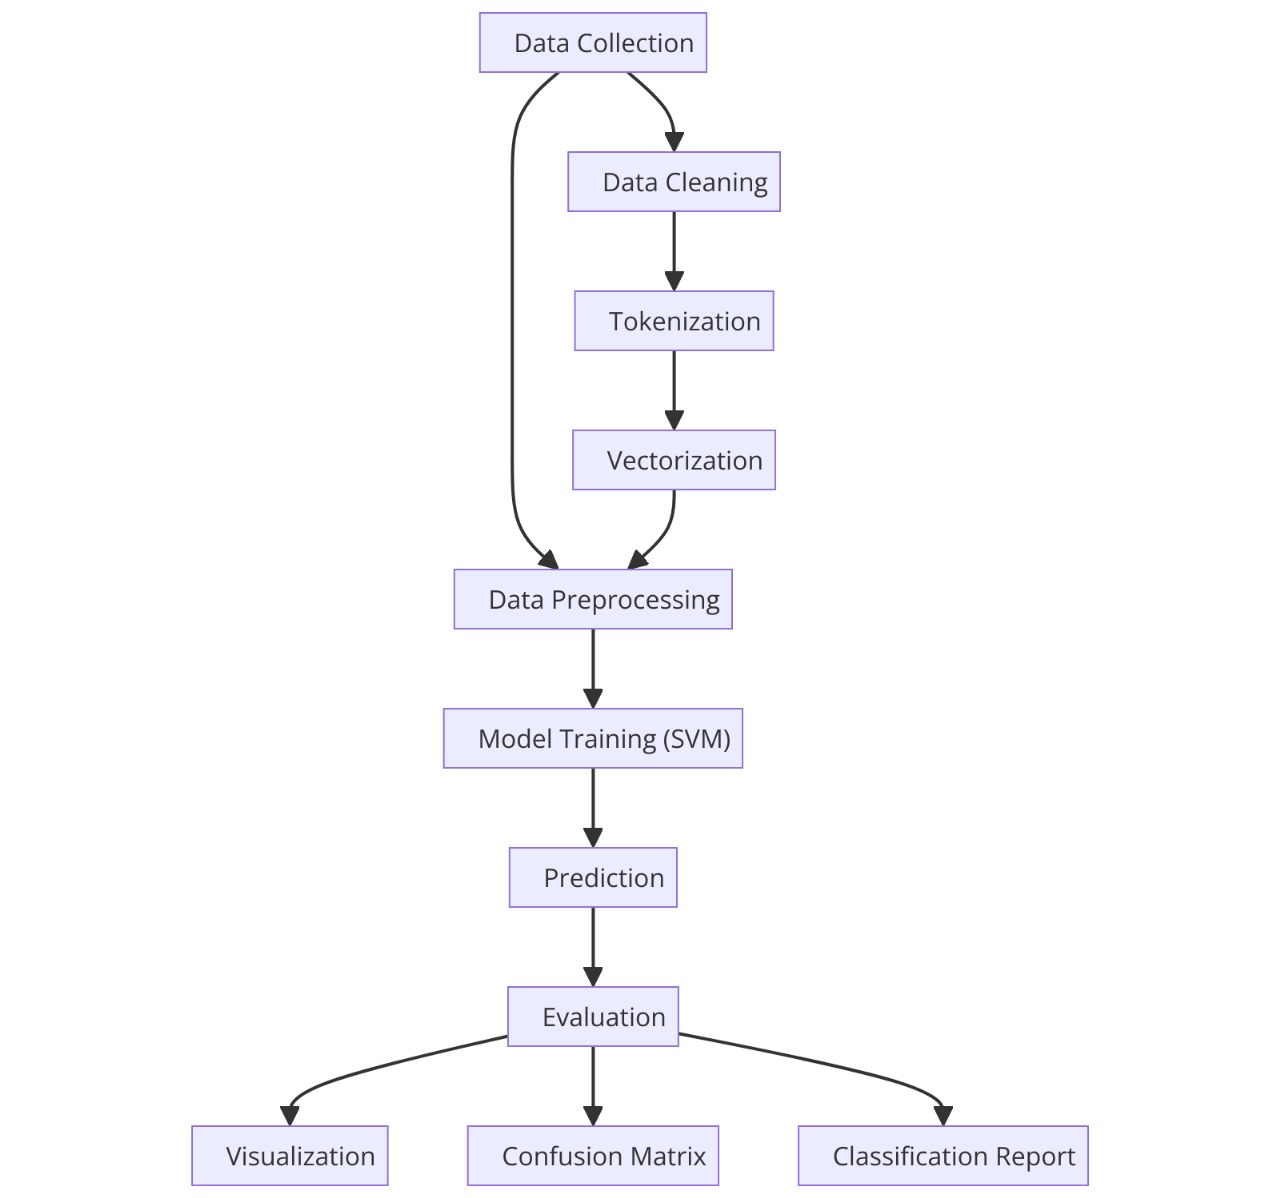 Data Collection
Data Cleaning
Tokenization
Vectorization
Data Preprocessing
Model Training (SVM)
Prediction
Evaluation
Visualization
Confusion Matrix
Classification Report